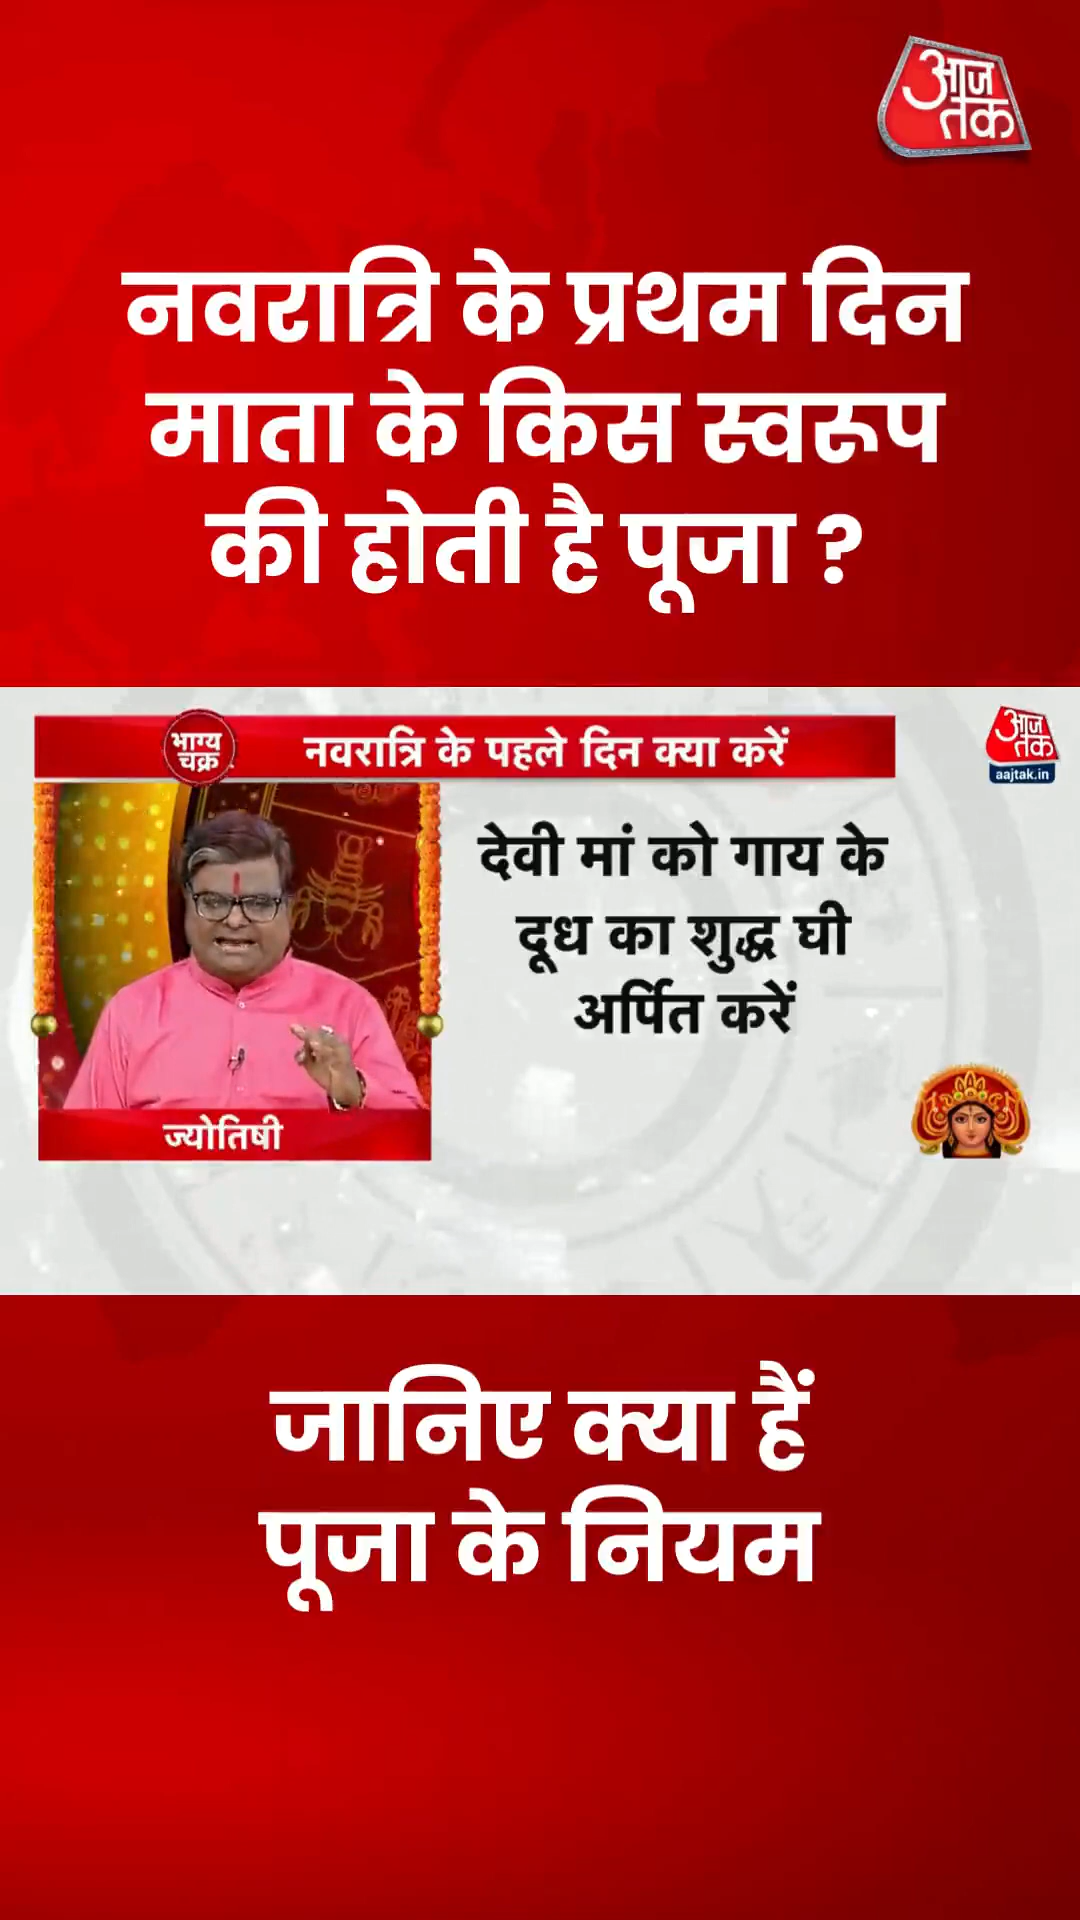 आज
तक
नवरात्रि के प्रथम दिन
माता के किस स्वरूप
की होती है पूजा ?
भाग्य
चक्र
नवरात्रि के पहले दिन क्या करें
आज
तक
aajtak.in
देवी मां को गाय के
दूध का शुद्ध घी
अर्पित करें
ज्योतिषी
जानिए क्या हैं
पूजा के नियम